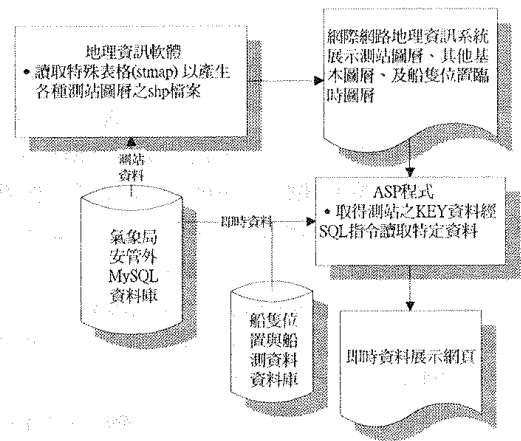 地理資訊軟體
• 讀取特殊表格(stmap) 以產生
各種測站圖層之shp檔案
網際網路地理資訊系統
展示測站圖層、其他基
本圖層、及船隻位置臨
時圖層
測站
資料
ASP程式
• 取得測站之KEY資料經
SQL指令讀取特定資料
即時資料
氣象局
安管外
MySQL
資料庫
船隻位
置與船
測資料
資料庫
即時資料展示網頁